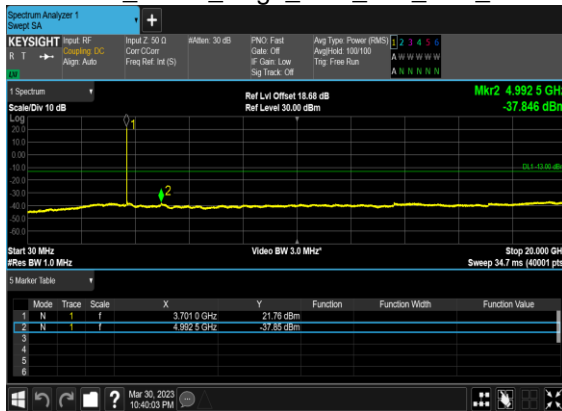 Spectrum Analyzer 1
Swept SA
+
KEYSIGHT Input: RF Input Z: 50 Ω #Atten: 30 dB PNO: Fast Avg Type: Power (RMS) 1 2 3 4 5 6
R T Coupling: DC Corr CCorr Gate: Off Avg|Hold: 100/100 A W W W W W
Align: Auto Freq Ref: Int (S) IF Gain: Low Trig: Free Run
Sig Track: Off A N N N N N
1 Spectrum Ref Lvl Offset 18.68 dB Mkr2 4.992 5 GHz
Scale/Div 10 dB Ref Level 30.00 dBm -37.846 dBm
Log
1
20.0
10.0
0.00
-10.0 DL1 -13.00 dBm
-20.0
2
-30.0
-40.0
-50.0
-60.0
Start 30 MHz Video BW 3.0 MHz* Stop 20.000 GHz
#Res BW 1.0 MHz Sweep 34.7 ms (40001 pts)
5 Marker Table
Mode Trace Scale X Y Function Function Width Function Value
1 N 1 f 3.701 0 GHz 21.76 dBm
2 N 1 f 4.992 5 GHz -37.85 dBm
3
4
5
6
? Mar 30, 2023
10:40:03 PM